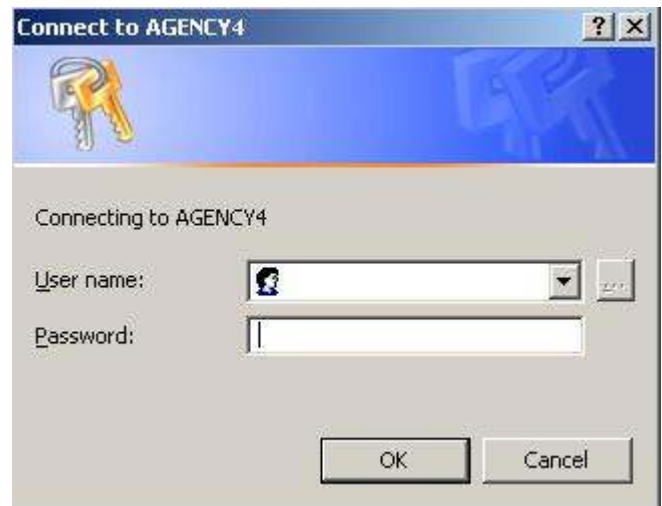 Connect to AGENCY4
Connecting to AGENCY4
User name:
...
Password:
OK Cancel